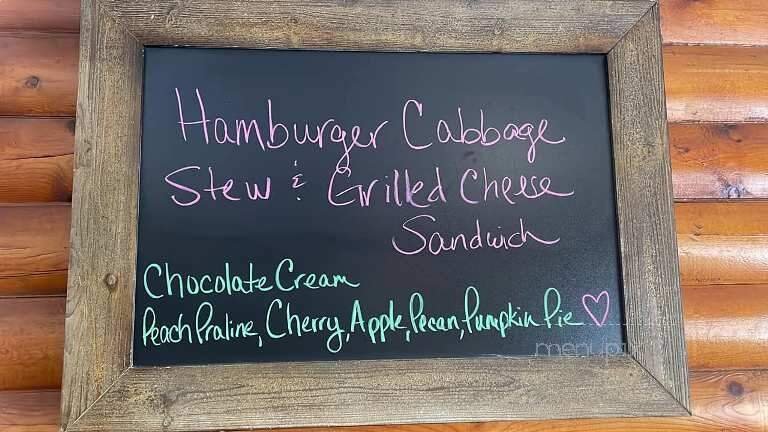 Hamburger Cabbage
Stew & Grilled Cheese
Sandwich
Chocolate Cream
Peach Praline, Cherry, Apple, Pecan, Pumpkin Pie